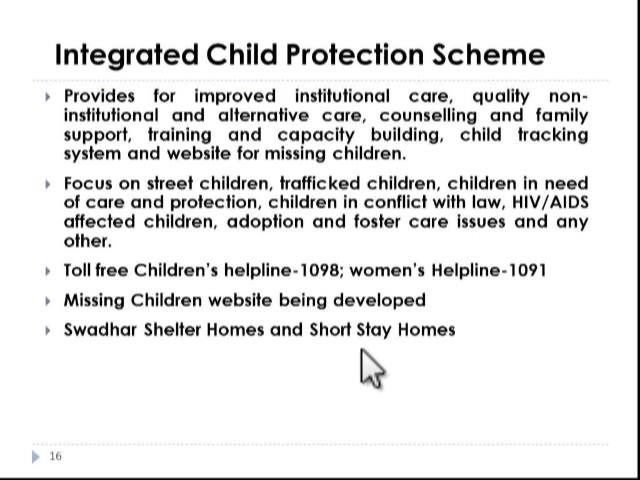 Integrated Child Protection Scheme
Provides for improved institutional care, quality non-
institutional and alternative care, counselling and family
support, training and capacity building, child tracking
system and website for missing children.
Focus on street children, trafficked children, children in need
of care and protection, children in conflict with law, HIV/AIDS
affected children, adoption and foster care issues and any
other.
Toll free Children's helpline-1098; women's Helpline-1091
Missing Children website being developed
Swadhar Shelter Homes and Short Stay Homes
16